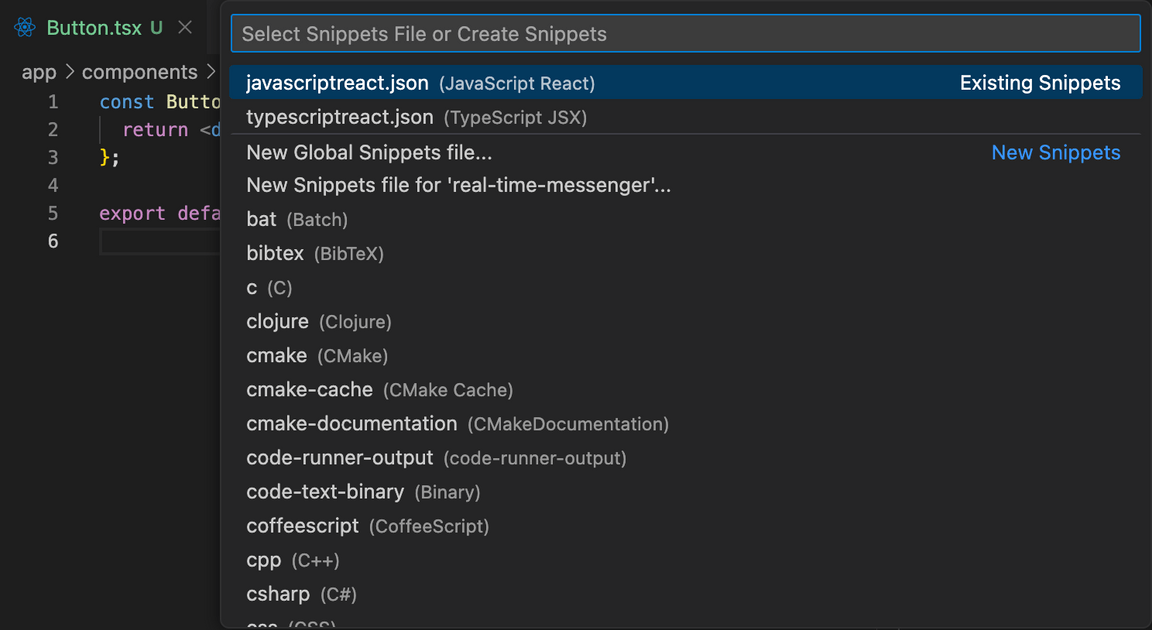 Button.tsx U
app > components >
1 const Butto
2 return <d
3 };
4
5 export defa
6
Select Snippets File or Create Snippets
javascriptreact.json (JavaScript React) Existing Snippets
typescriptreact.json (TypeScript JSX)
New Global Snippets file... New Snippets
New Snippets file for 'real-time-messenger'...
bat (Batch)
bibtex (BibTeX)
c (C)
clojure (Clojure)
cmake (CMake)
cmake-cache (CMake Cache)
cmake-documentation (CMakeDocumentation)
code-runner-output (code-runner-output)
code-text-binary (Binary)
coffeescript (CoffeeScript)
cpp (C++)
csharp (C#)
css (CSS)